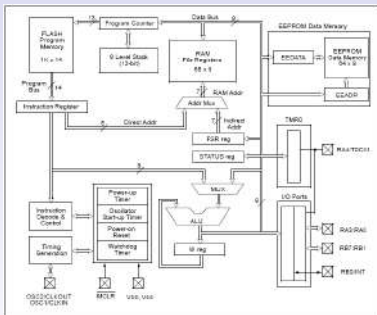 13
Data Bus
8
FLASH
Program
Memory
Program Counter
8 Level Stack
(13-bit)
RAM
File Registers
68 x 8
EEPROM Data Memory
EEDATA
EEPROM
Data Memory
64 x 8
EEADR
Program
Bus
14
Instruction Register
RAM Addr
Addr Mux
Direct Addr
Indirect
Addr
FSR reg
STATUS reg
TMR0
RA4/T0CKI
MUX
ALU
W reg
I/O Ports
RA3:RA0
RB7:RB1
RB0/INT
Instruction
Decode &
Control
Timing
Generation
Power-up
Timer
Oscillator
Start-up Timer
Power-on
Reset
Watchdog
Timer
OSC2/CLKOUT
OSC1/CLKIN
MCLR